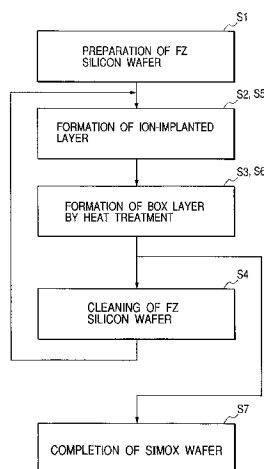 S1
PREPARATION OF FZ
SILICON WAFER
S2, S5
FORMATION OF ION-IMPLANTED
LAYER
S3, S6
FORMATION OF BOX LAYER
BY HEAT TREATMENT
S4
CLEANING OF FZ
SILICON WAFER
S7
COMPLETION OF SIMOX WAFER